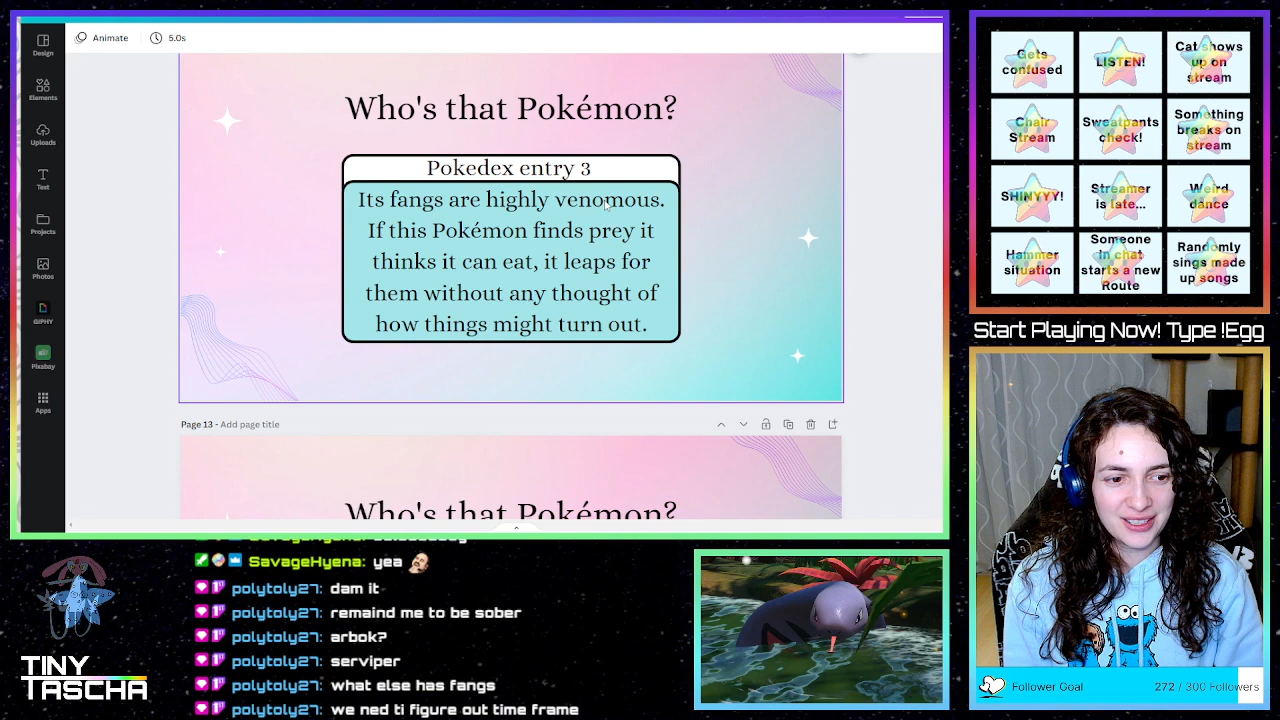 Animate
5.0s
Design
Elements
Uploads
Text
Projects
Photos
GIPHY
Pixabay
Apps
Who's that Pokémon?
Pokedex entry 3
Its fangs are highly venomous.
If this Pokémon finds prey it
thinks it can eat, it leaps for
them without any thought of
how things might turn out.
Page 13 - Add page title
Who's that Pokémon?
Gets
confused
LISTEN!
Cat shows
up on
stream
Chair
Stream
Sweatpants
check!
Something
breaks on
stream
SHINYYY!
Streamer
is late...
Weird
dance
Hammer
situation
Someone
in chat
starts a new
Route
Randomly
sings made
up songs
Start Playing Now! Type !Egg
SavageHyena: yea
polytoly27: dam it
polytoly27: remaind me to be sober
polytoly27: arbok?
polytoly27: serviper
polytoly27: what else has fangs
polytoly27: we ned ti figure out time frame
TINY
TASCHA
Follower Goal
272 / 300 Followers